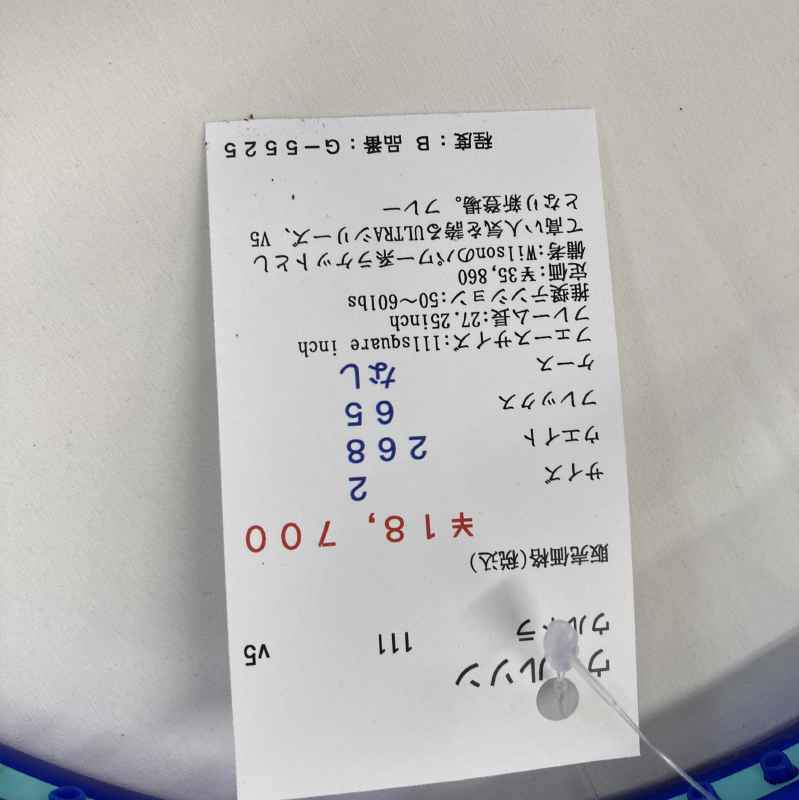 ウルソン
ウルトラ 111 v5
販売価格(税込)
¥18,700
サイズ 2
ウエイト 268
フレックス 65
ケース なし
フェースサイズ:111square inch
フレーム長:27.25inch
推奨テンション:50～60lbs
定価:¥35,860
備考:Wilsonのパワー系ラケットとし
て高い人気を誇るULTRAシリーズ、V5
となり新登場。フレー
程度:B 品番:G－5525